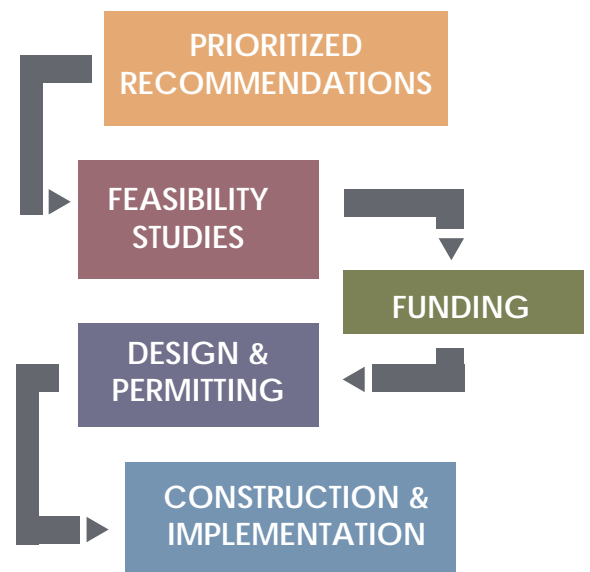 PRIORITIZED
RECOMMENDATIONS
FEASIBILITY
STUDIES
FUNDING
DESIGN &
PERMITTING
CONSTRUCTION &
IMPLEMENTATION